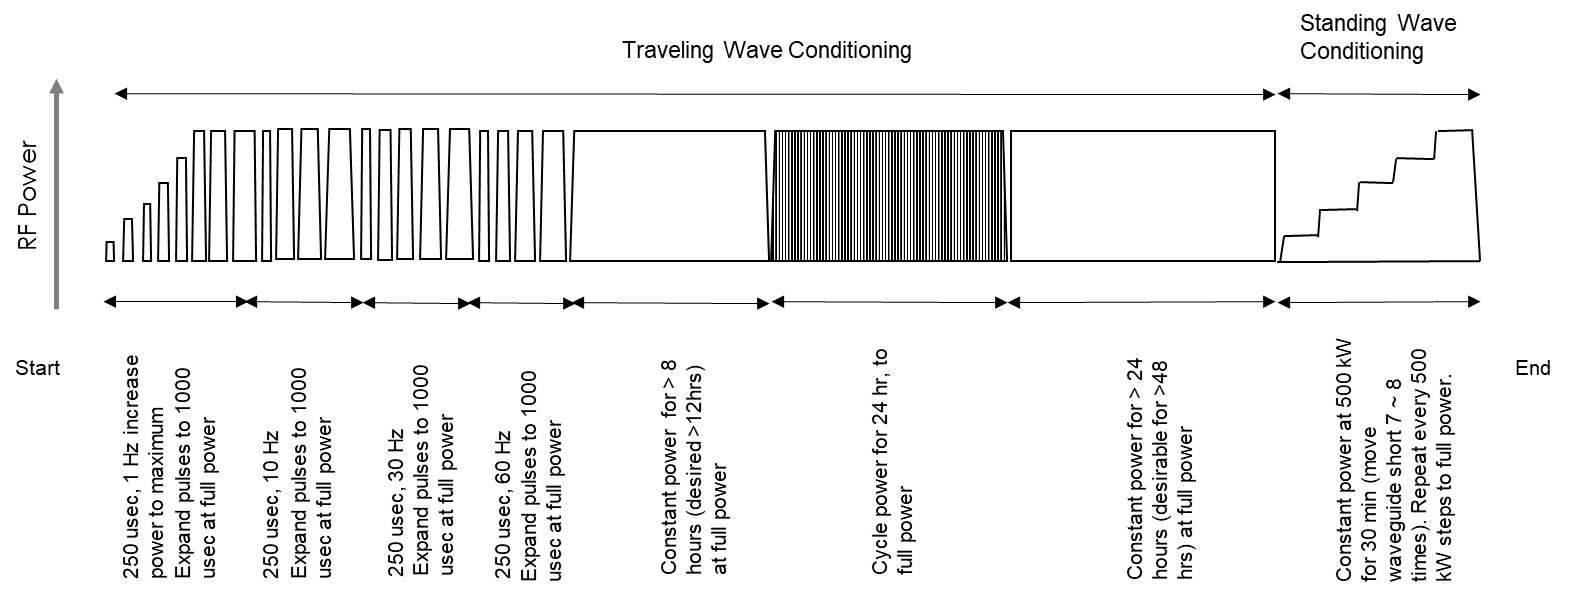 Traveling Wave Conditioning
Standing Wave
Conditioning
RF Power
Start
250 usec, 1 Hz increase
power to maximum
Expand pulses to 1000
usec at full power
250 usec, 10 Hz
Expand pulses to 1000
usec at full power
250 usec, 30 Hz
Expand pulses to 1000
usec at full power
250 usec, 60 Hz
Expand pulses to 1000
usec at full power
Constant power for > 8
hours (desired >12hrs)
at full power
Cycle power for 24 hr, to
full power
Constant power for > 24
hours (desirable for >48
hrs) at full power
Constant power at 500 kW
for 30 min (move
waveguide short 7 ~ 8
times). Repeat every 500
kW steps to full power.
End